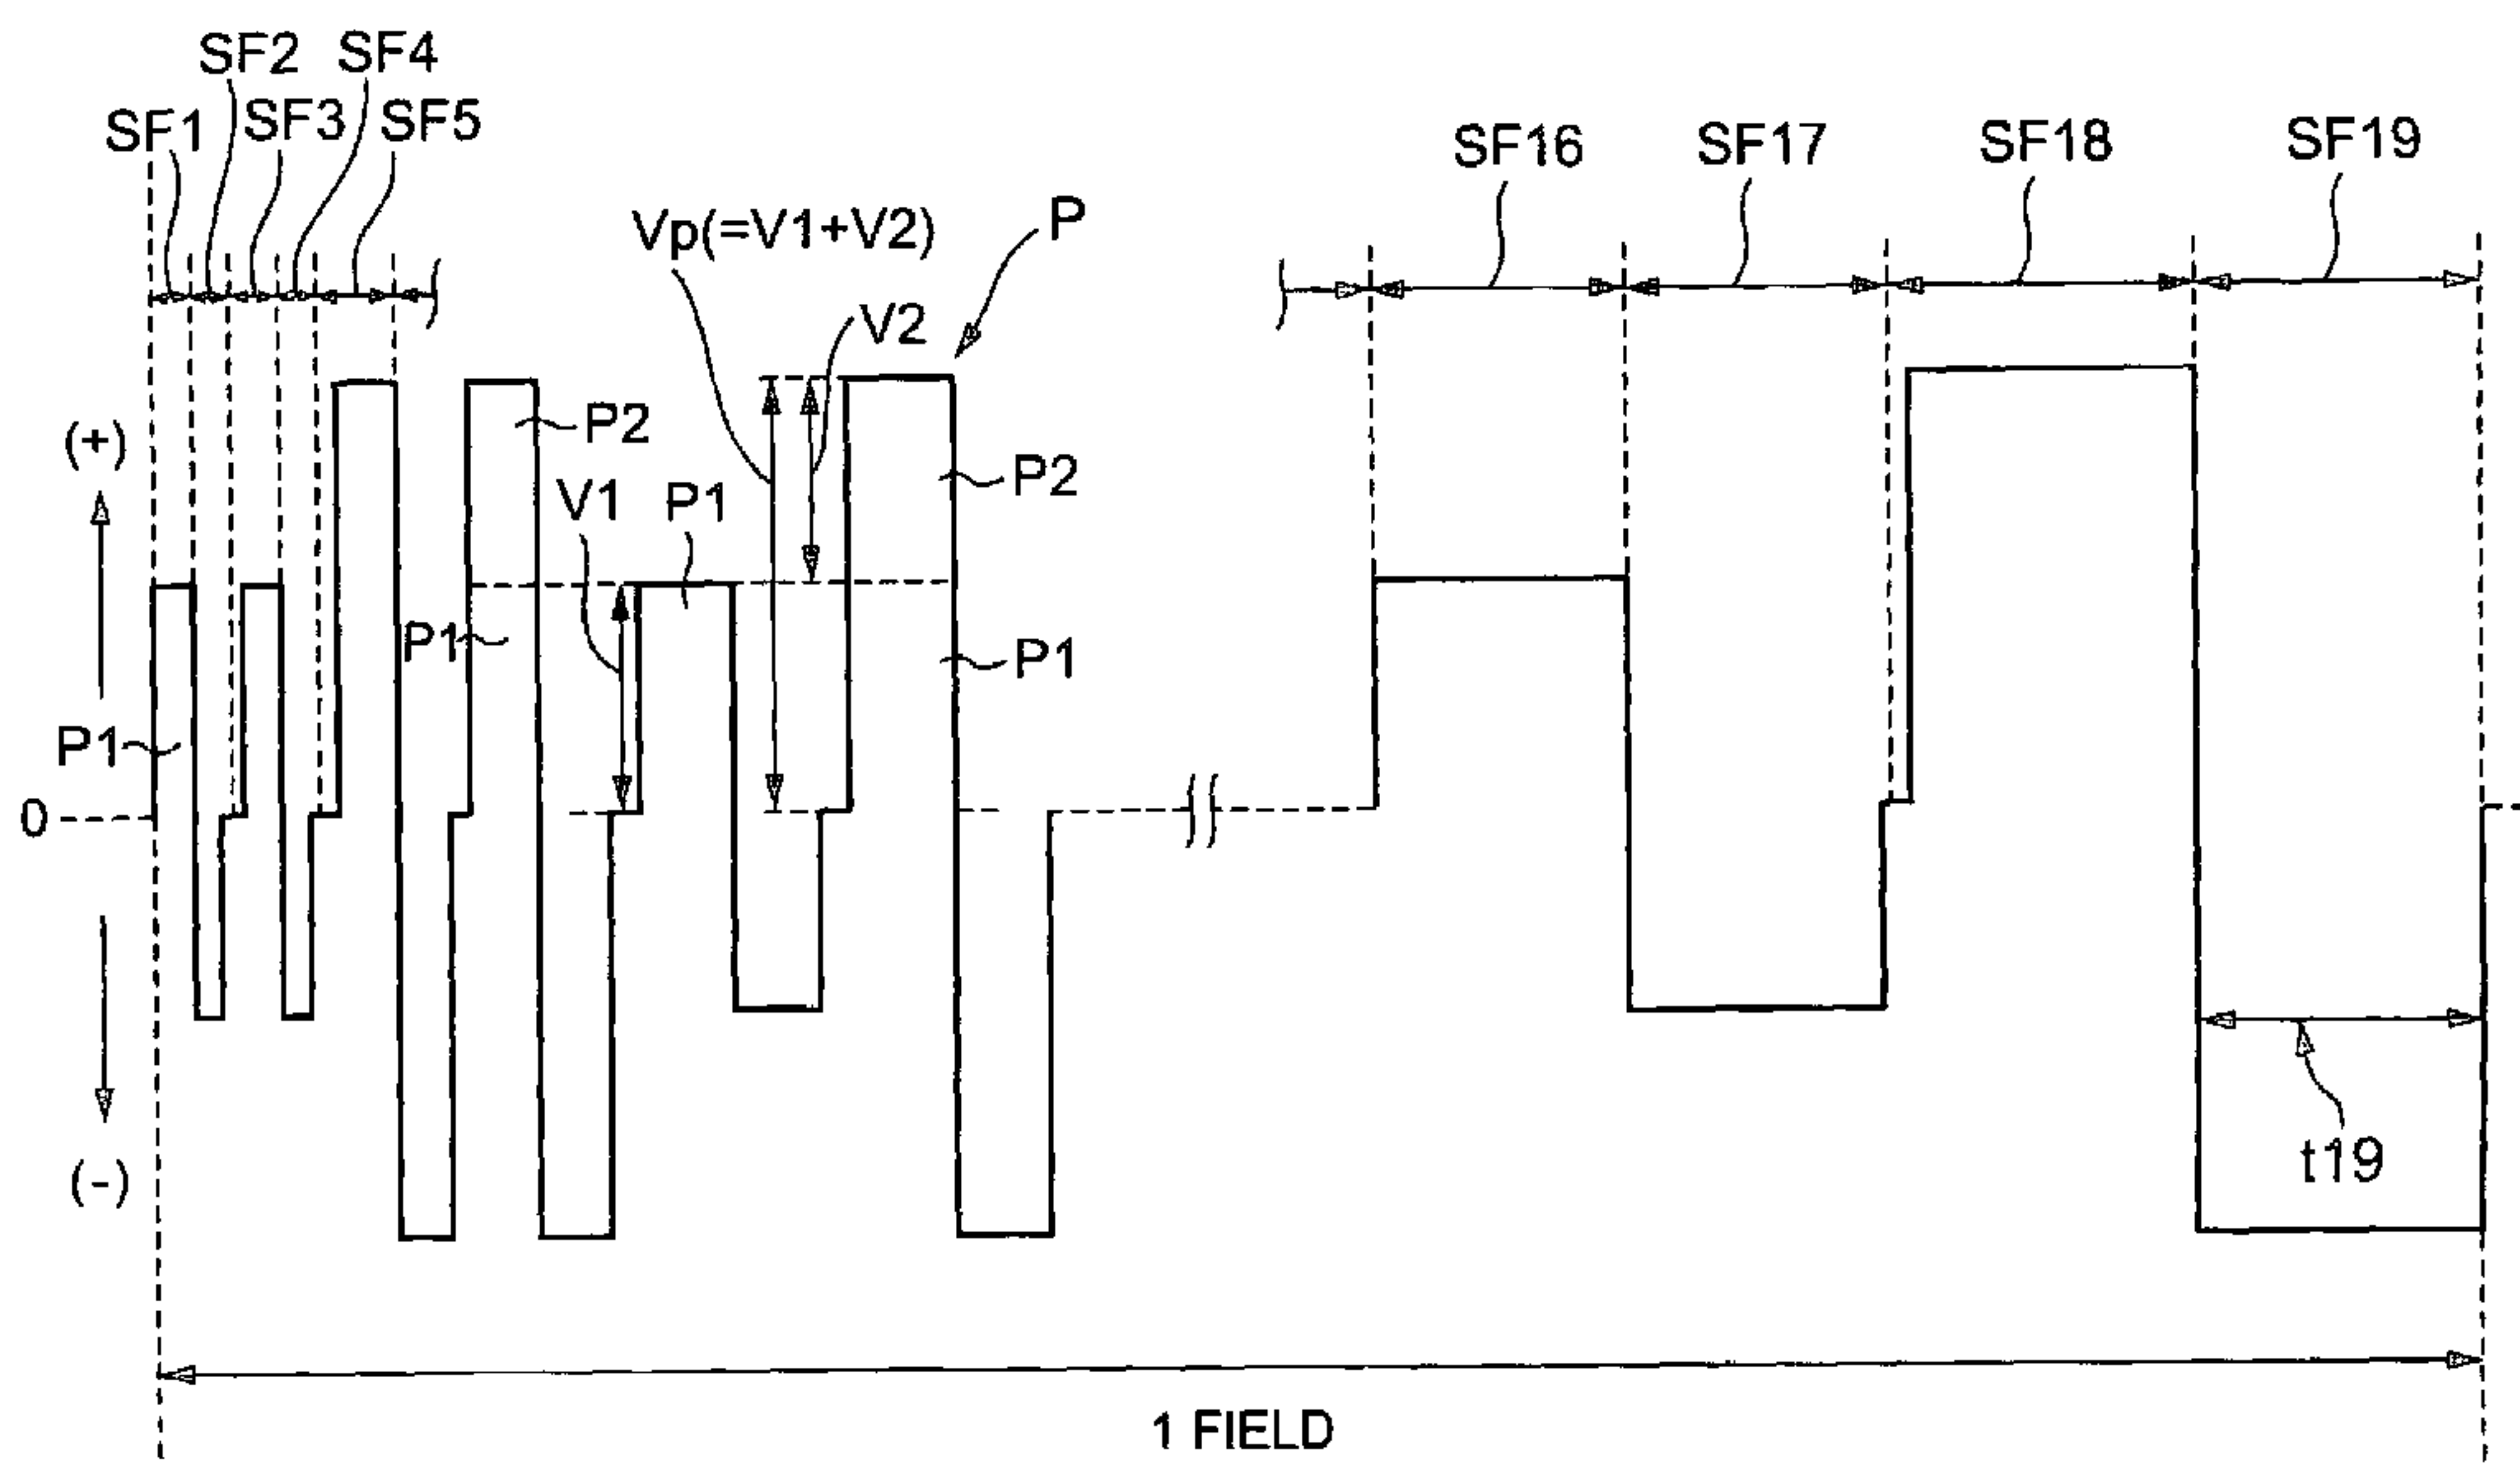 SF2 SF4
SF1 SF3 SF5
SF16 SF17 SF18 SF19
Vp(=V1+V2) P
V2
(+)
P2
V1 P1 P2
P1 P1
P1
0
t19
(-)
1 FIELD